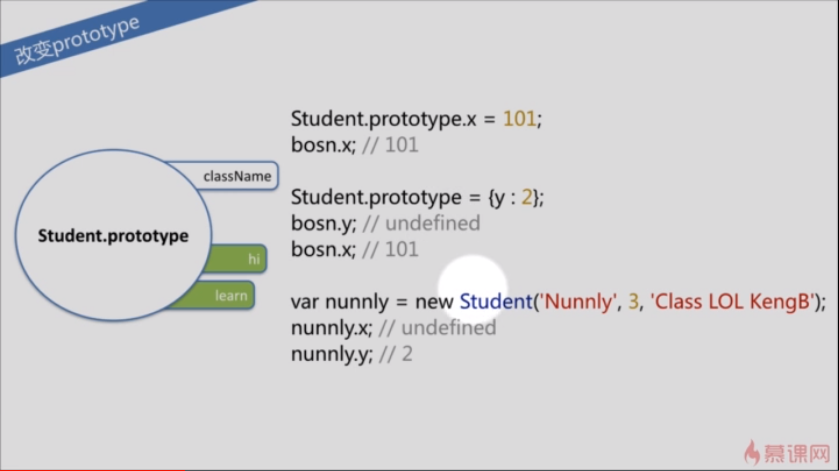 改变prototype
Student.prototype.x = 101;
bosn.x; // 101
className
Student.prototype = {y : 2};
bosn.y; // undefined
Student.prototype
bosn.x; // 101
hi
learn
var nunnly = new Student('Nunnly', 3, 'Class LOL KengB');
nunnly.x; // undefined
nunnly.y; // 2
慕课网